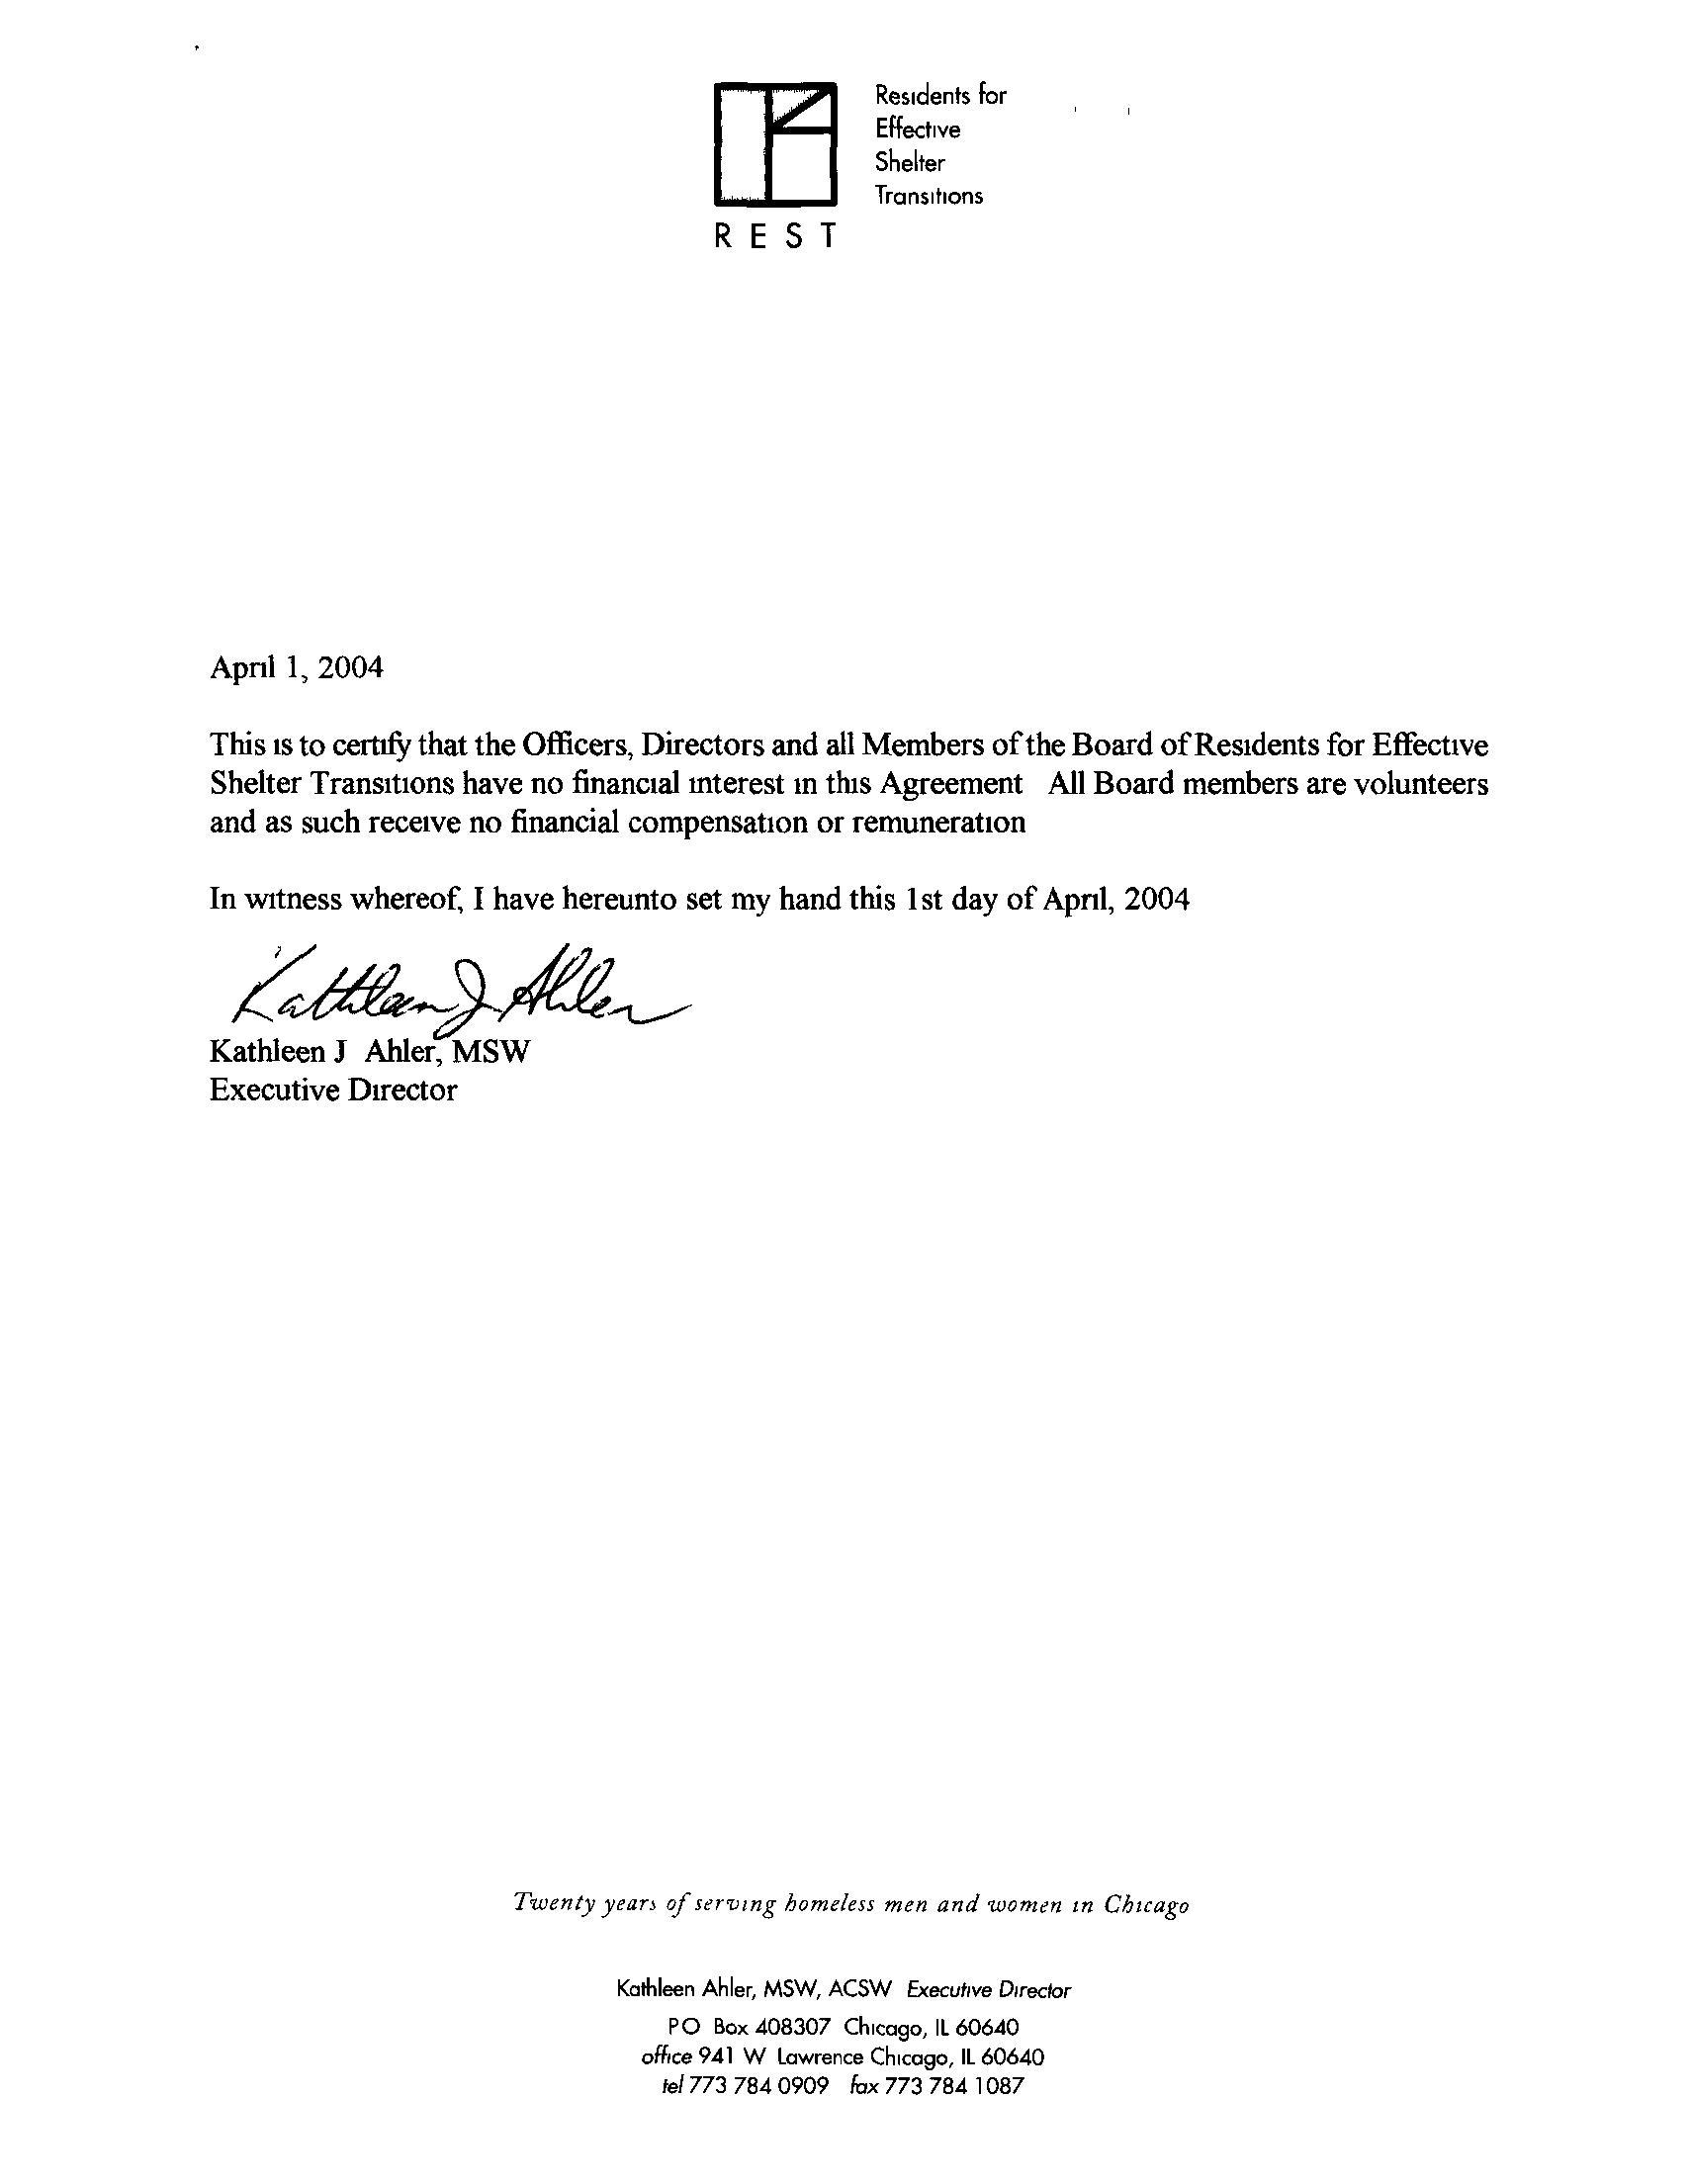 Residents for
Effective
Shelter
Transitions
R E S T
April 1, 2004
This is to certify that the Officers, Directors and all Members of the Board of Residents for Effective
Shelter Transitions have no financial interest in this Agreement All Board members are volunteers
and as such receive no financial compensation or remuneration
In witness whereof, I have hereunto set my hand this 1st day of April, 2004
Kathleen J Ahler
Kathleen J Ahler, MSW
Executive Director
Twenty years of serving homeless men and women in Chicago
Kathleen Ahler, MSW, ACSW Executive Director
PO Box 408307 Chicago, IL 60640
office 941 W Lawrence Chicago, IL 60640
tel 773 784 0909 fax 773 784 1087